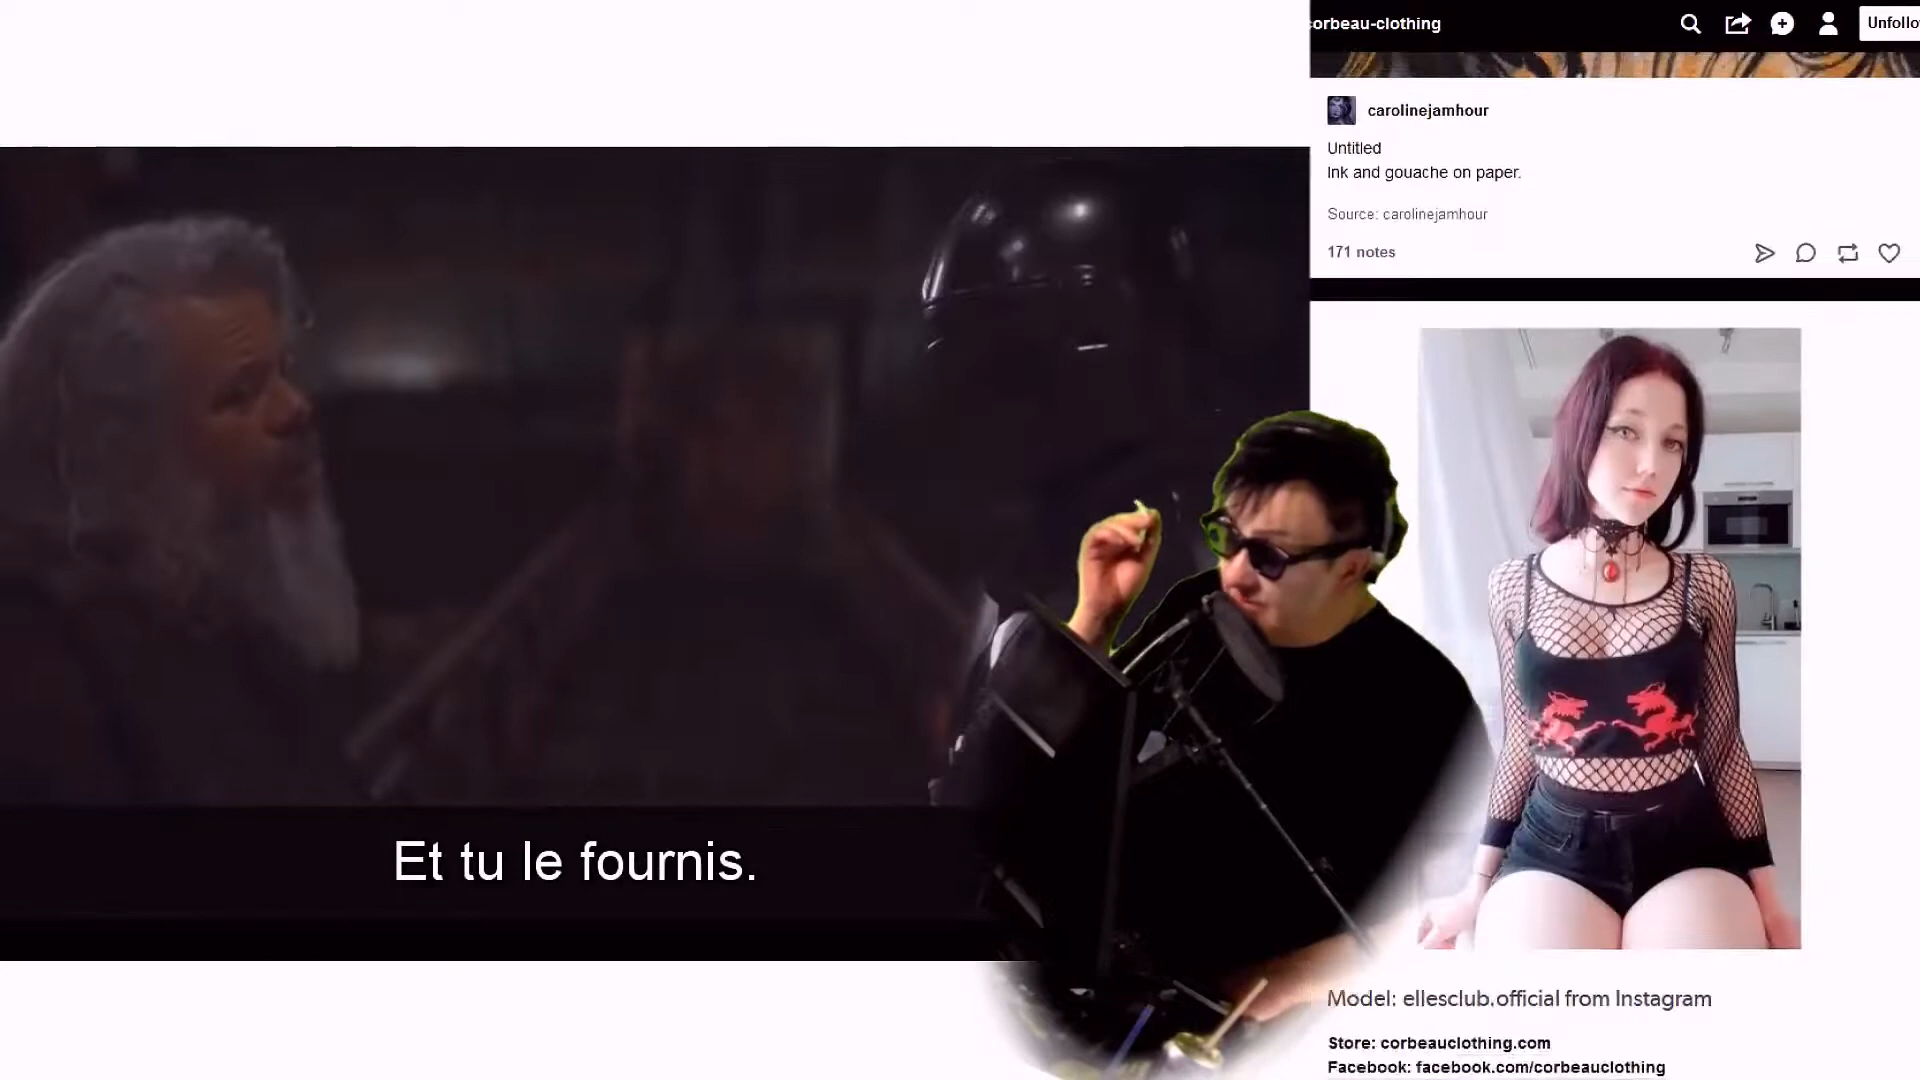 corbeau-clothing
Unfollo
carolinejamhour
Untitled
Ink and gouache on paper.
Source: carolinejamhour
171 notes
Et tu le fournis.
Model: ellesclub.official from Instagram
Store: corbeauclothing.com
Facebook: facebook.com/corbeauclothing